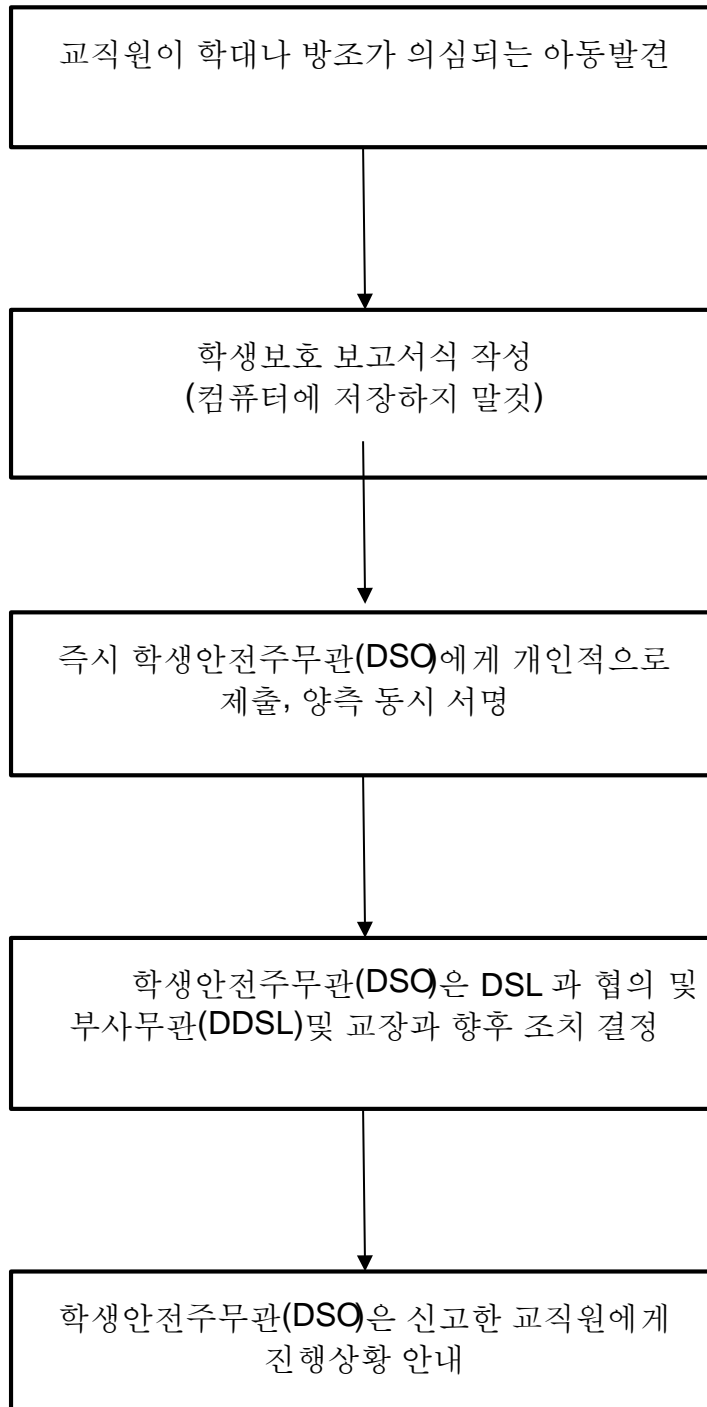 교직원이 학대나 방조가 의심되는 아동발견
학생보호 보고서식 작성
(컴퓨터에 저장하지 말것)
즉시 학생안전주무관(DSO)에게 개인적으로
제출, 양측 동시 서명
학생안전주무관(DSO)은 DSL 과 협의 및
부사무관(DDSL)및 교장과 향후 조치 결정
학생안전주무관(DSO)은 신고한 교직원에게
진행상황 안내